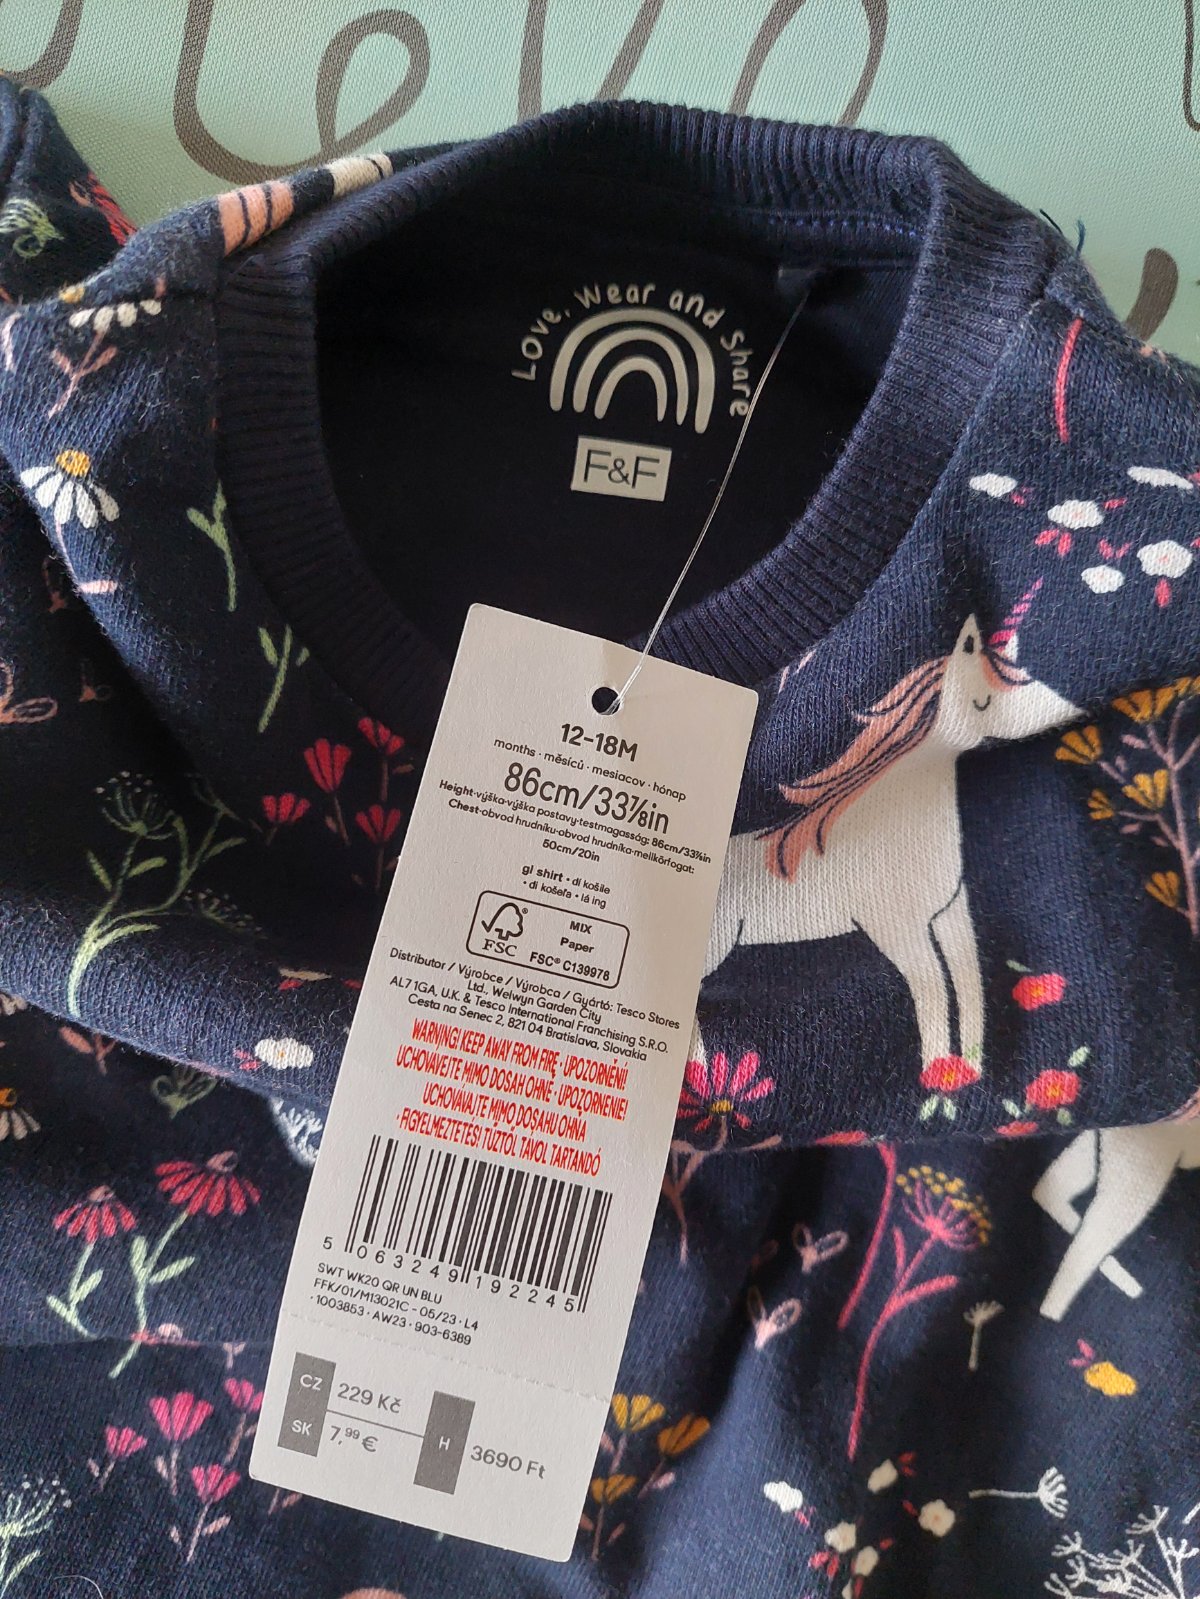 Love, Wear and Share
F&F
12-18M
months · měsíců · mesiacov · hónap
86cm/33⅞in
Height·výška·výška postavy·testmagasság: 86cm/33⅞in
Chest·obvod hrudníku·obvod hrudníka·mellkörfogat:
50cm/20in
gl shirt · dí košile
· di košeľa · lá ing
FSC®
MIX
Paper
FSC® C139976
Distributor / Výrobce / Výrobca / Gyártó: Tesco Stores
Ltd., Welwyn Garden City
AL7 1GA, U.K. & Tesco International Franchising S.R.O.
Cesta na Senec 2, 821 04 Bratislava, Slovakia
WARNING! KEEP AWAY FROM FIRE · UPOZORNĚNÍ!
UCHOVÁVEJTE MIMO DOSAH OHNĚ · UPOZORNENIE!
UCHOVÁVAJTE MIMO DOSAHU OHŇA
·FIGYELMEZTETÉS! TŰZTŐL TÁVOL TARTANDÓ
5 063249 192245
SWT WK20 QR UN BLU
FFK/01/M13021C - 05/23 · L4
· 1003853 · AW23 · 903-6389
CZ 229 Kč
SK 7,99 €
H 3690 Ft